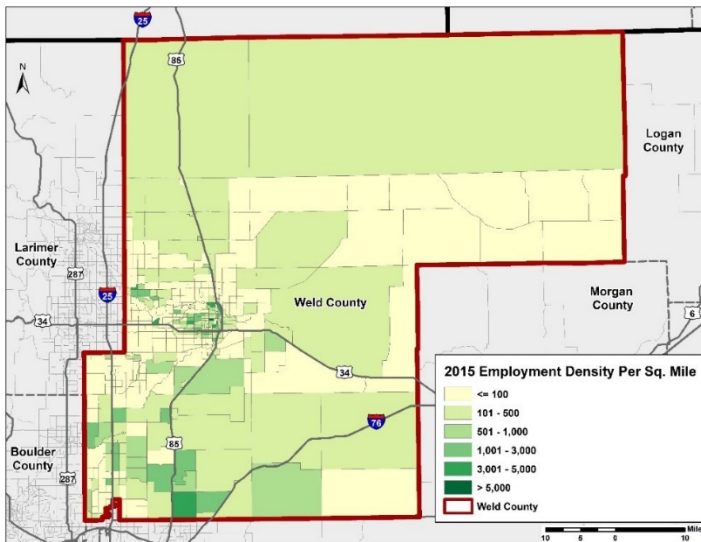 25
85
N
Logan
County
Larimer
County
287
25
Weld County
Morgan
County
6
34
34
2015 Employment Density Per Sq. Mile
<= 100
101 - 500
501 - 1,000
1,001 - 3,000
3,001 - 5,000
> 5,000
Weld County
76
85
Boulder
County
287
10 5 0 10